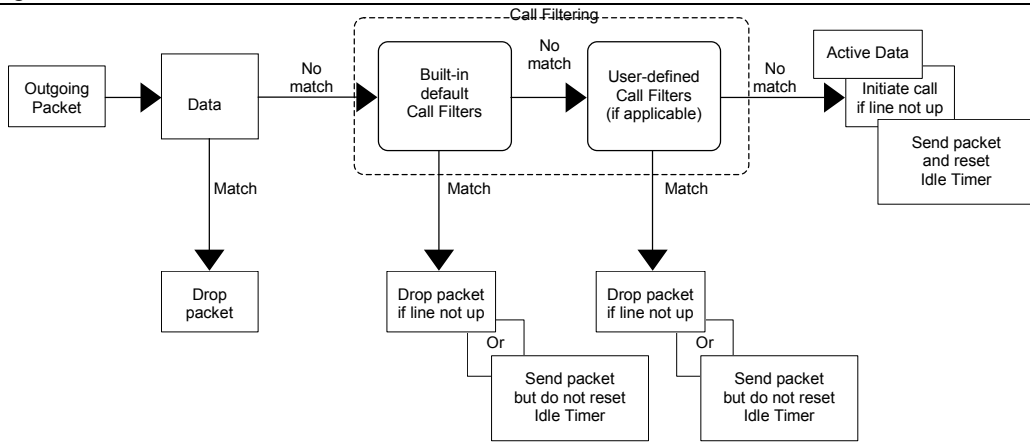 Call Filtering
Outgoing
Packet
Data
No
match
Built-in
default
Call Filters
No
match
User-defined
Call Filters
(if applicable)
No
match
Active Data
Initiate call
if line not up
Send packet
and reset
Idle Timer
Match
Match
Match
Drop
packet
Drop packet
if line not up
Or
Send packet
but do not reset
Idle Timer
Drop packet
if line not up
Or
Send packet
but do not reset
Idle Timer